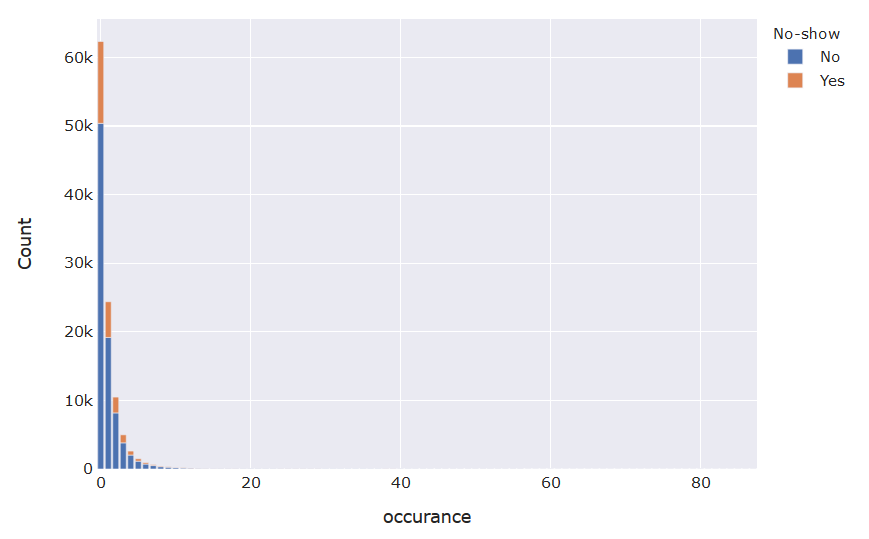 No-show
No
Yes
60k
50k
40k
30k
20k
10k
0
Count
0 20 40 60 80
occurance